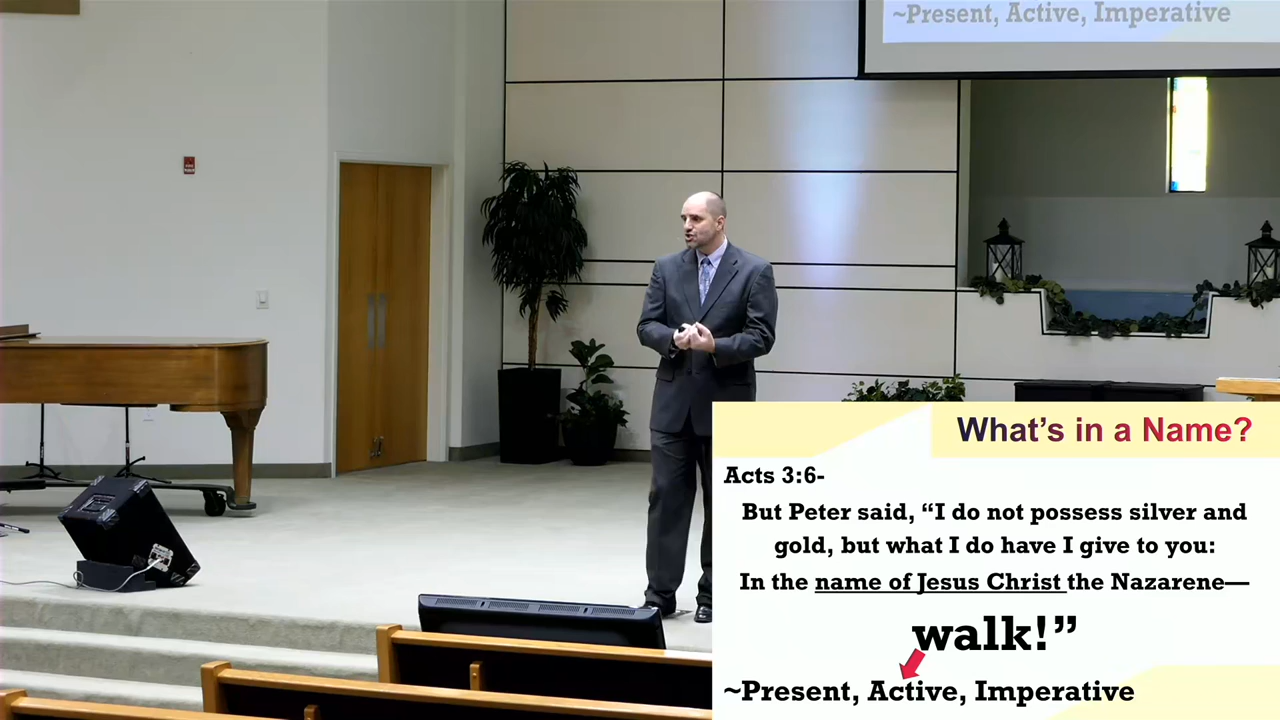 ~Present, Active, Imperative
What's in a Name?
Acts 3:6-
But Peter said, “I do not possess silver and
gold, but what I do have I give to you:
In the name of Jesus Christ the Nazarene—
walk!”
~Present, Active, Imperative